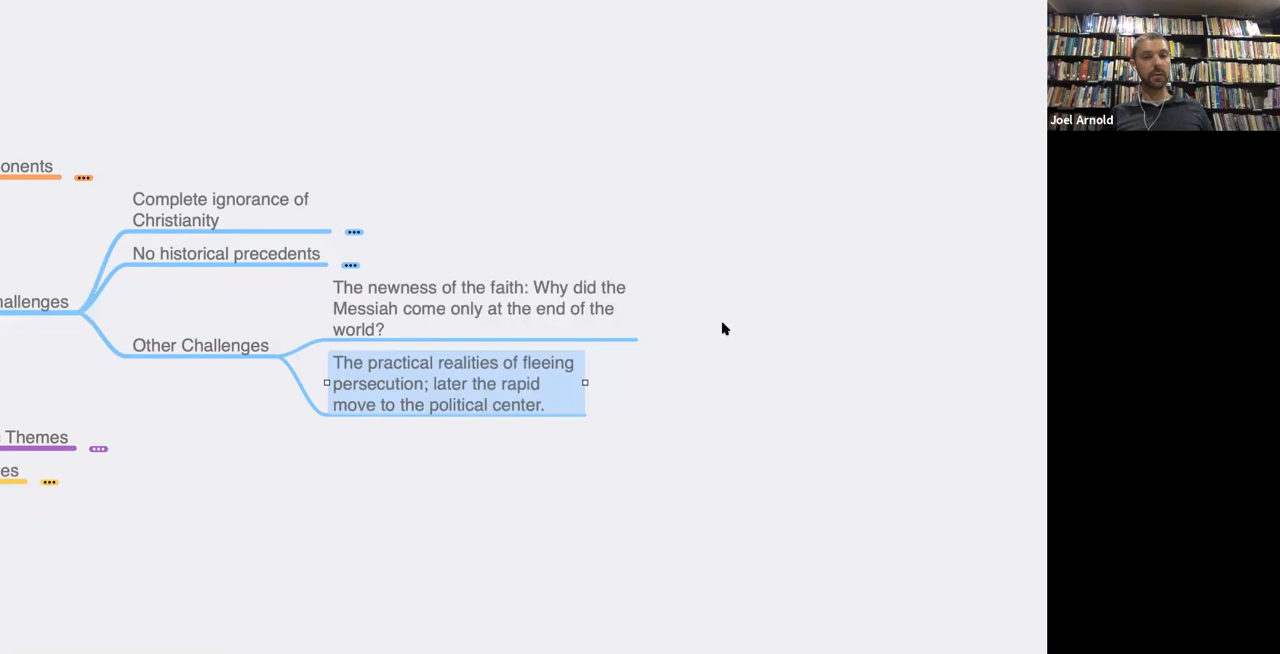 Joel Arnold
onents
Complete ignorance of
Christianity
No historical precedents
The newness of the faith: Why did the
Messiah come only at the end of the
world?
hallenges
Other Challenges
The practical realities of fleeing
persecution; later the rapid
move to the political center.
Themes
es